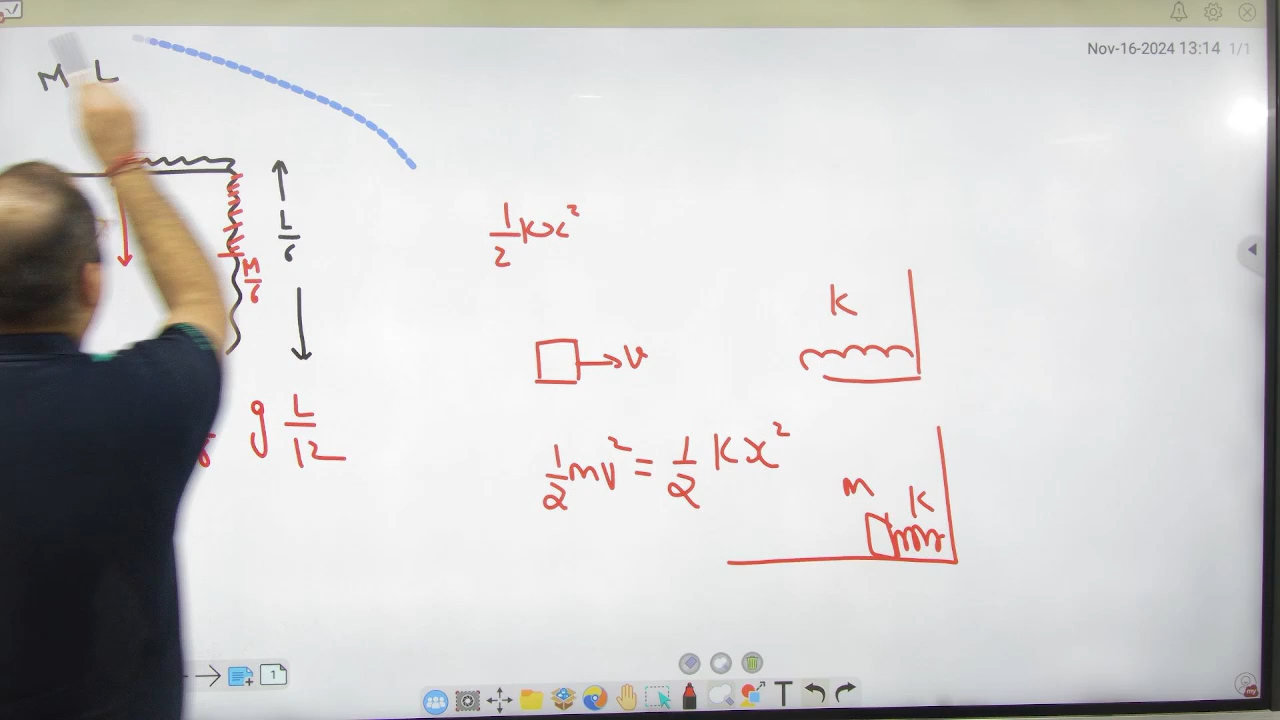 Nov-16-2024 13:14 1/1
M L
L/6
M/6
g L/12
1/2 kx²
v
k
1/2 mv² = 1/2 kx²
m
k
1
T